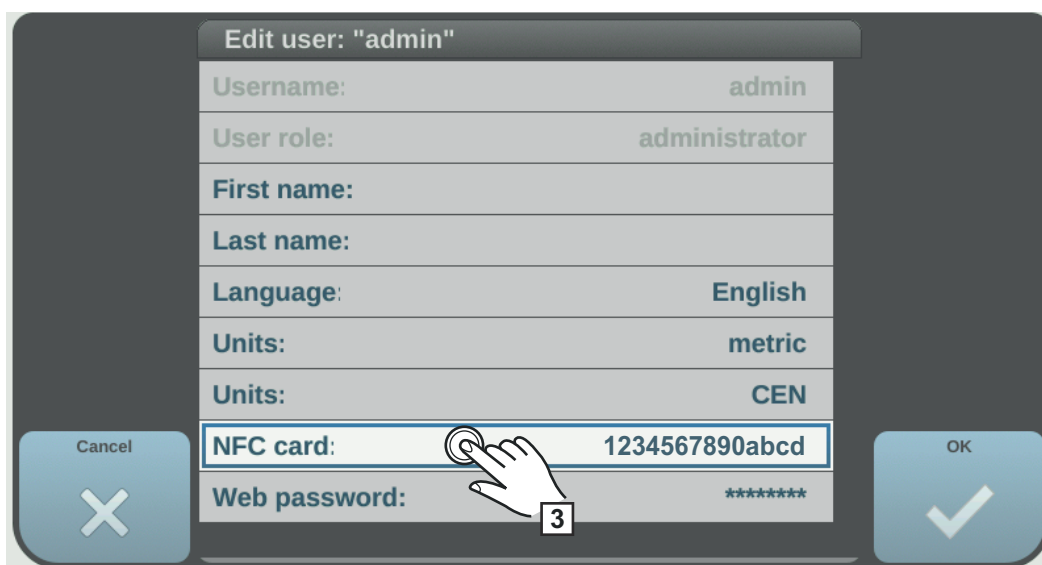 Edit user: "admin"
Username: admin
User role: administrator
First name:
Last name:
Language: English
Units: metric
Units: CEN
Cancel
NFC card: 1234567890abcd
OK
Web password: ********
3